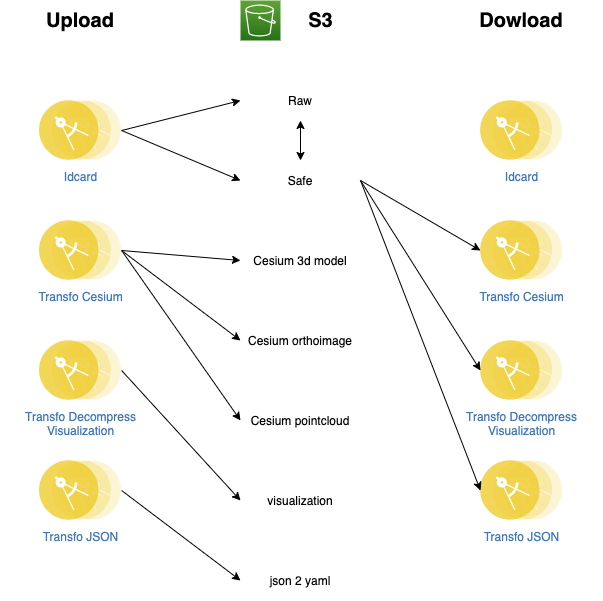 Upload
S3
Dowload
Raw
Idcard
Idcard
Safe
Cesium 3d model
Transfo Cesium
Transfo Cesium
Cesium orthoimage
Transfo Decompress
Visualization
Transfo Decompress
Visualization
Cesium pointcloud
visualization
Transfo JSON
Transfo JSON
json 2 yaml